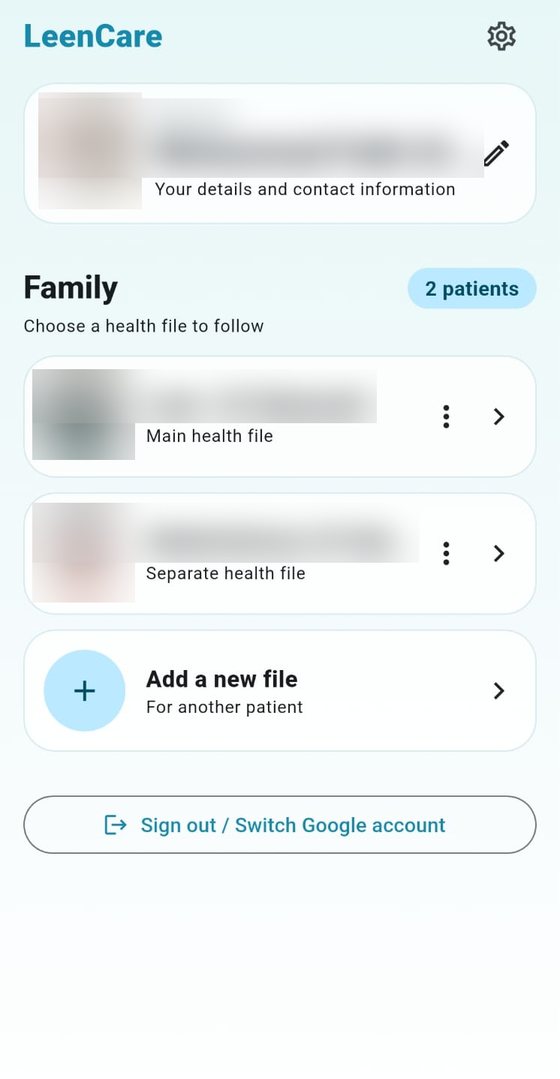 LeenCare
Your details and contact information
Family
2 patients
Choose a health file to follow
Main health file
Separate health file
Add a new file
For another patient
Sign out / Switch Google account